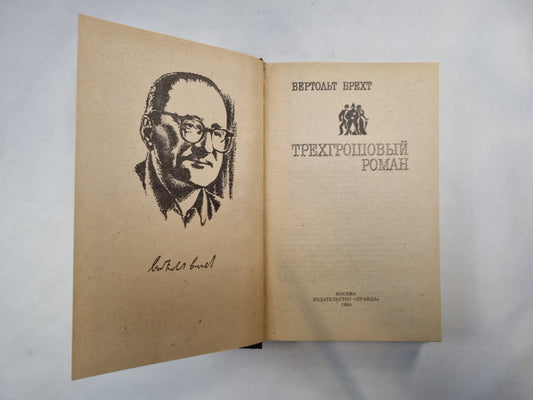 БЕРТОЛЬТ БРЕХТ
ТРЕХГРОШОВЫЙ
РОМАН
МОСКВА
ИЗДАТЕЛЬСТВО «ПРАВДА»
1984